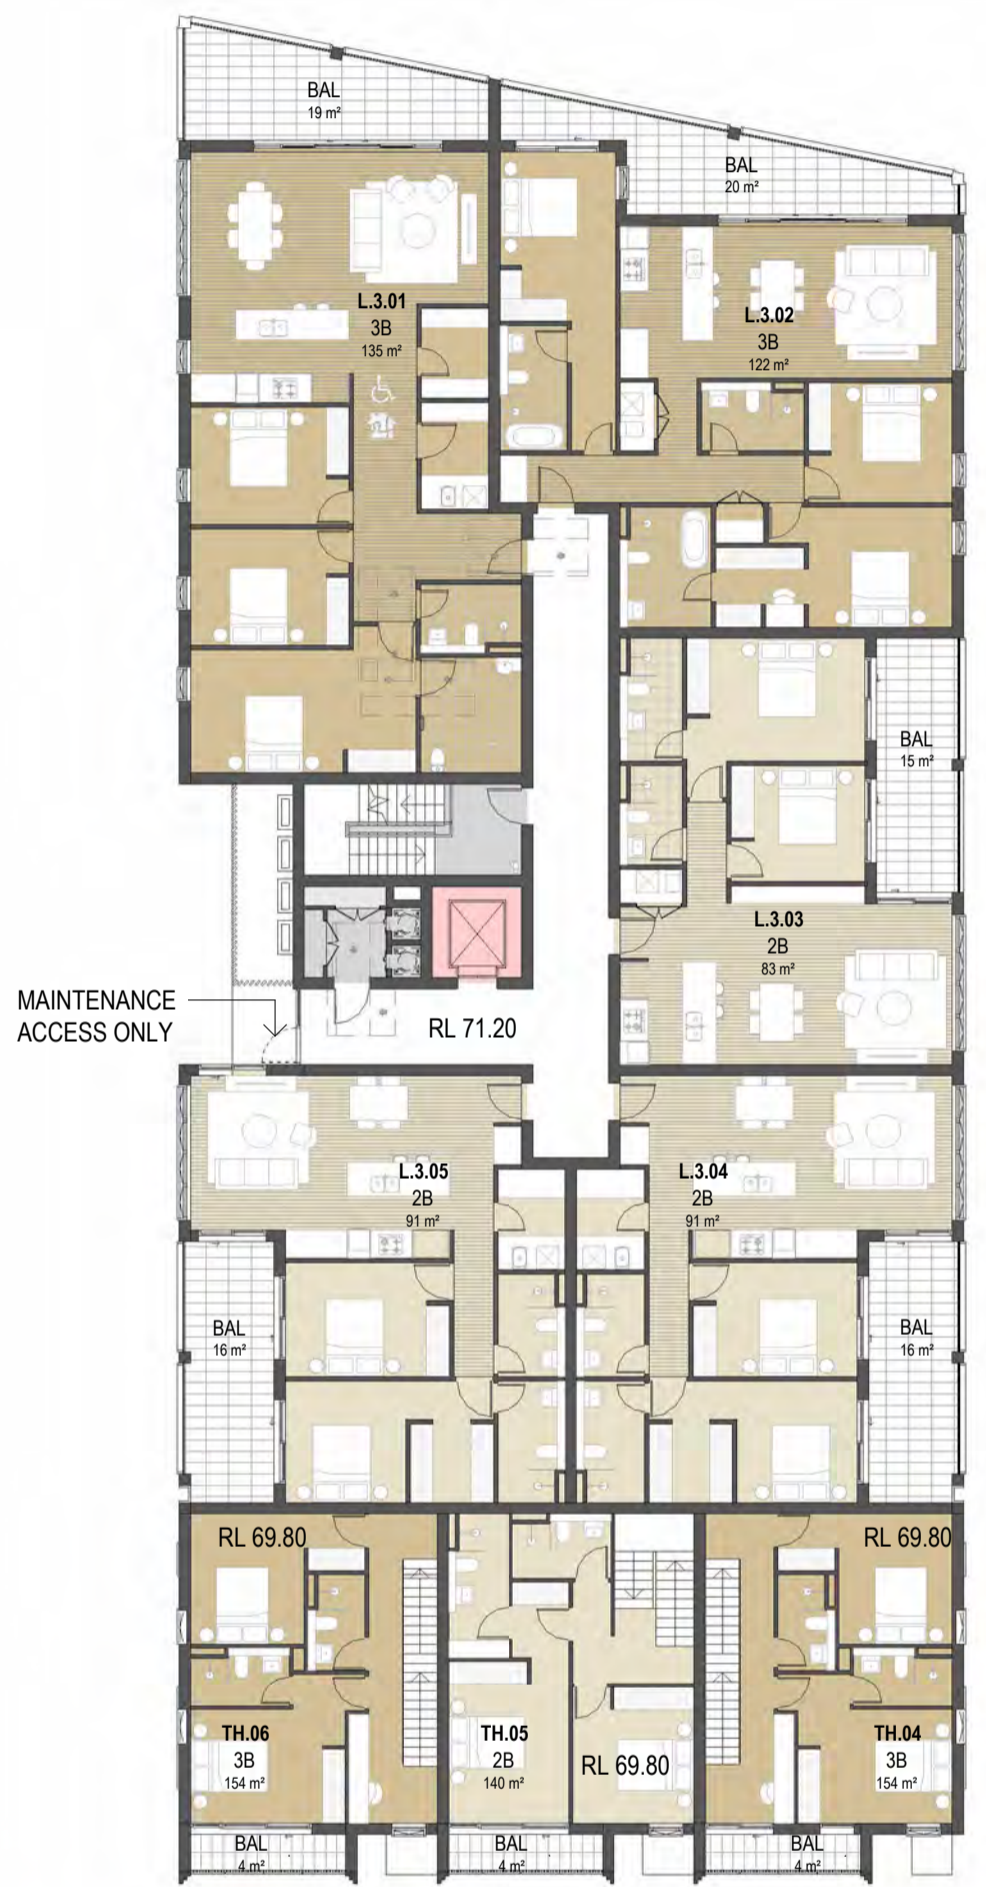 BAL
19 m²
BAL
20 m²
L.3.01
3B
135 m²
L.3.02
3B
122 m²
BAL
15 m²
L.3.03
2B
83 m²
MAINTENANCE
ACCESS ONLY
RL 71.20
L.3.05
2B
91 m²
L.3.04
2B
91 m²
BAL
16 m²
BAL
16 m²
RL 69.80
RL 69.80
TH.06
3B
154 m²
TH.05
2B
140 m²
RL 69.80
TH.04
3B
154 m²
BAL
4 m²
BAL
4 m²
BAL
4 m²